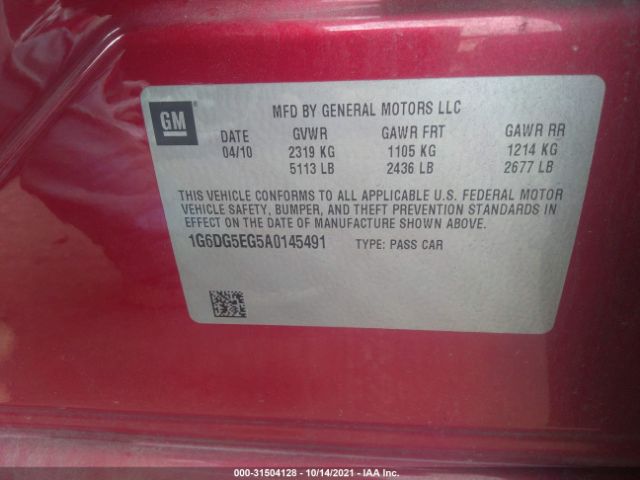 GM
MFD BY GENERAL MOTORS LLC
DATE GVWR GAWR FRT GAWR RR
04/10 2319 KG 1105 KG 1214 KG
5113 LB 2436 LB 2677 LB
THIS VEHICLE CONFORMS TO ALL APPLICABLE U.S. FEDERAL MOTOR
VEHICLE SAFETY, BUMPER, AND THEFT PREVENTION STANDARDS IN
EFFECT ON THE DATE OF MANUFACTURE SHOWN ABOVE.
1G6DG5EG5A0145491 TYPE: PASS CAR
000-31504128 - 10/14/2021 - IAA Inc.